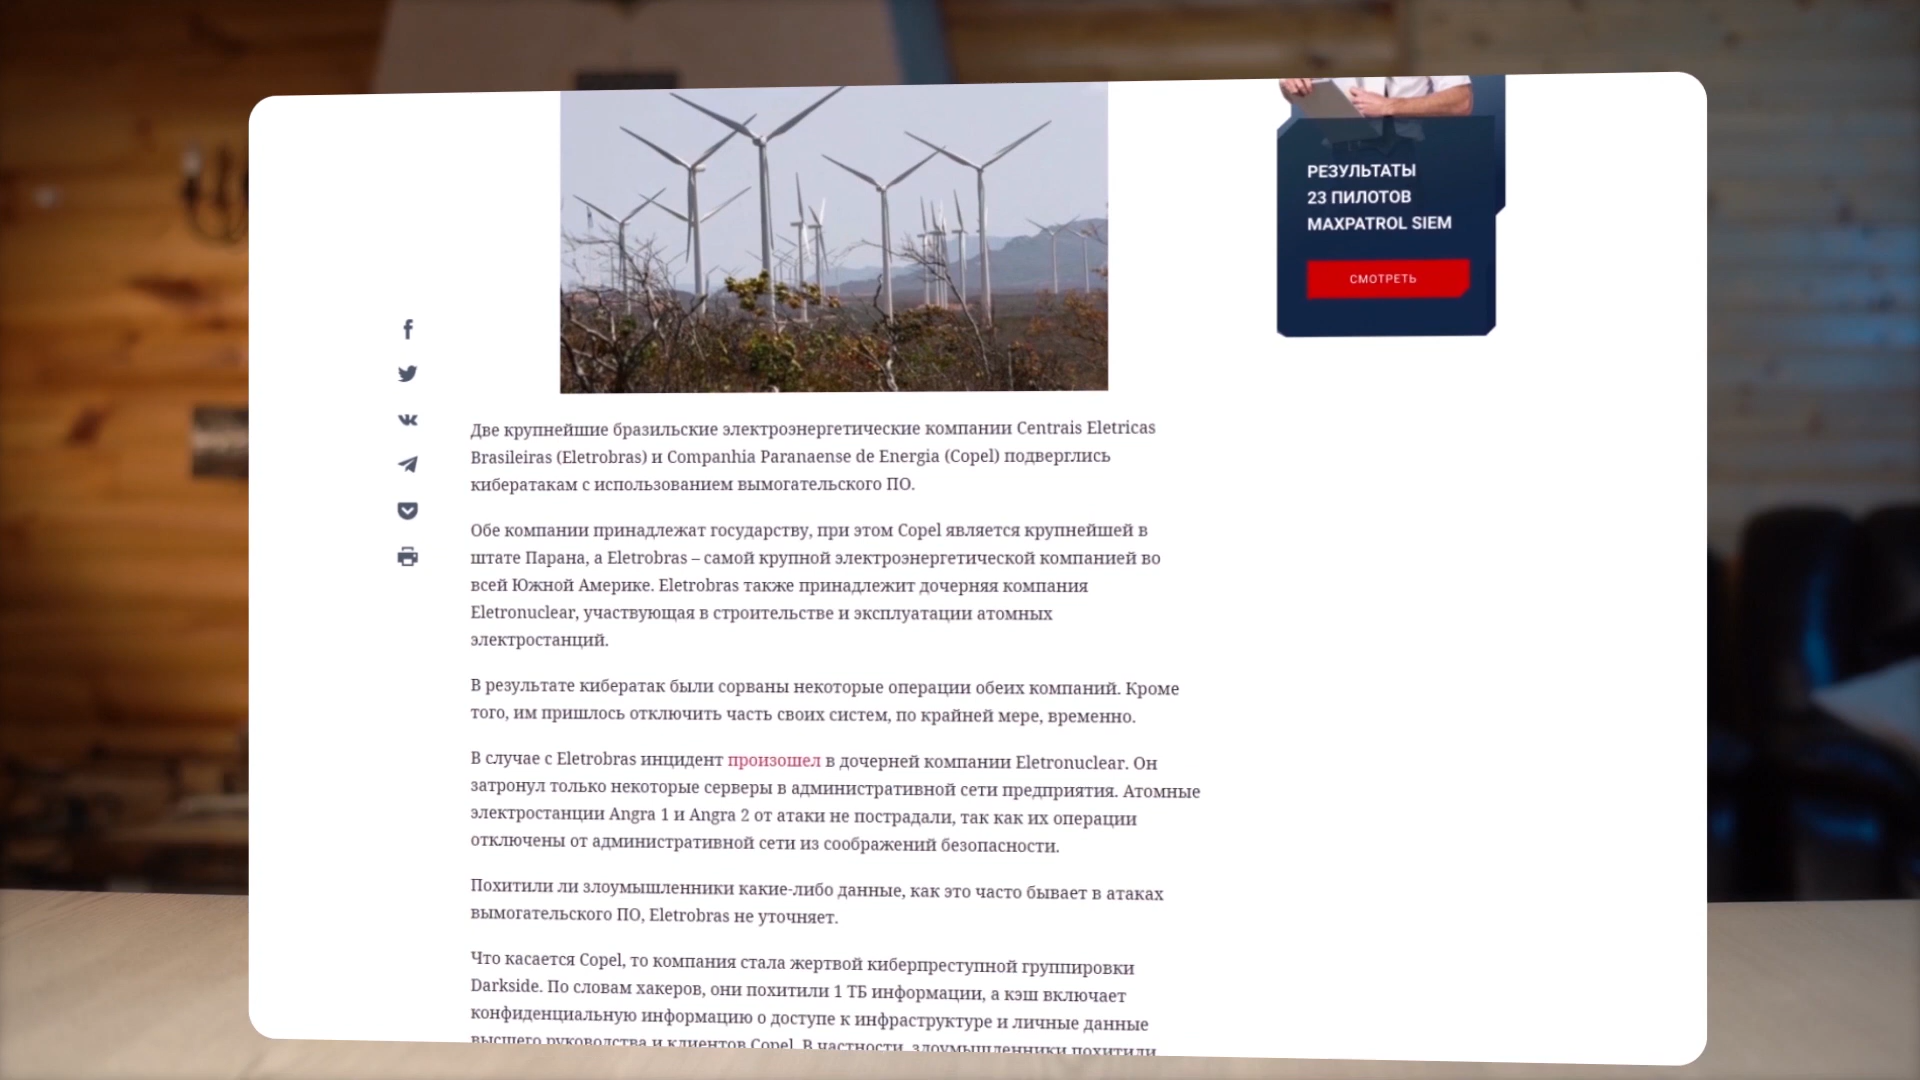 РЕЗУЛЬТАТЫ
23 ПИЛОТОВ
MAXPATROL SIEM
СМОТРЕТЬ
Две крупнейшие бразильские электроэнергетические компании Centrais Eletricas
Brasileiras (Eletrobras) и Companhia Paranaense de Energia (Copel) подверглись
кибератакам с использованием вымогательского ПО.
Обе компании принадлежат государству, при этом Copel является крупнейшей в
штате Парана, а Eletrobras – самой крупной электроэнергетической компанией во
всей Южной Америке. Eletrobras также принадлежит дочерняя компания
Eletronuclear, участвующая в строительстве и эксплуатации атомных
электростанций.
В результате кибератак были сорваны некоторые операции обеих компаний. Кроме
того, им пришлось отключить часть своих систем, по крайней мере, временно.
В случае с Eletrobras инцидент произошел в дочерней компании Eletronuclear. Он
затронул только некоторые серверы в административной сети предприятия. Атомные
электростанции Angra 1 и Angra 2 от атаки не пострадали, так как их операции
отключены от административной сети из соображений безопасности.
Похитили ли злоумышленники какие-либо данные, как это часто бывает в атаках
вымогательского ПО, Eletrobras не уточняет.
Что касается Copel, то компания стала жертвой киберпреступной группировки
Darkside. По словам хакеров, они похитили 1 ТБ информации, а кэш включает
конфиденциальную информацию о доступе к инфраструктуре и личные данные
высшего руководства и клиентов Copel. В частности, злоумышленники похитили